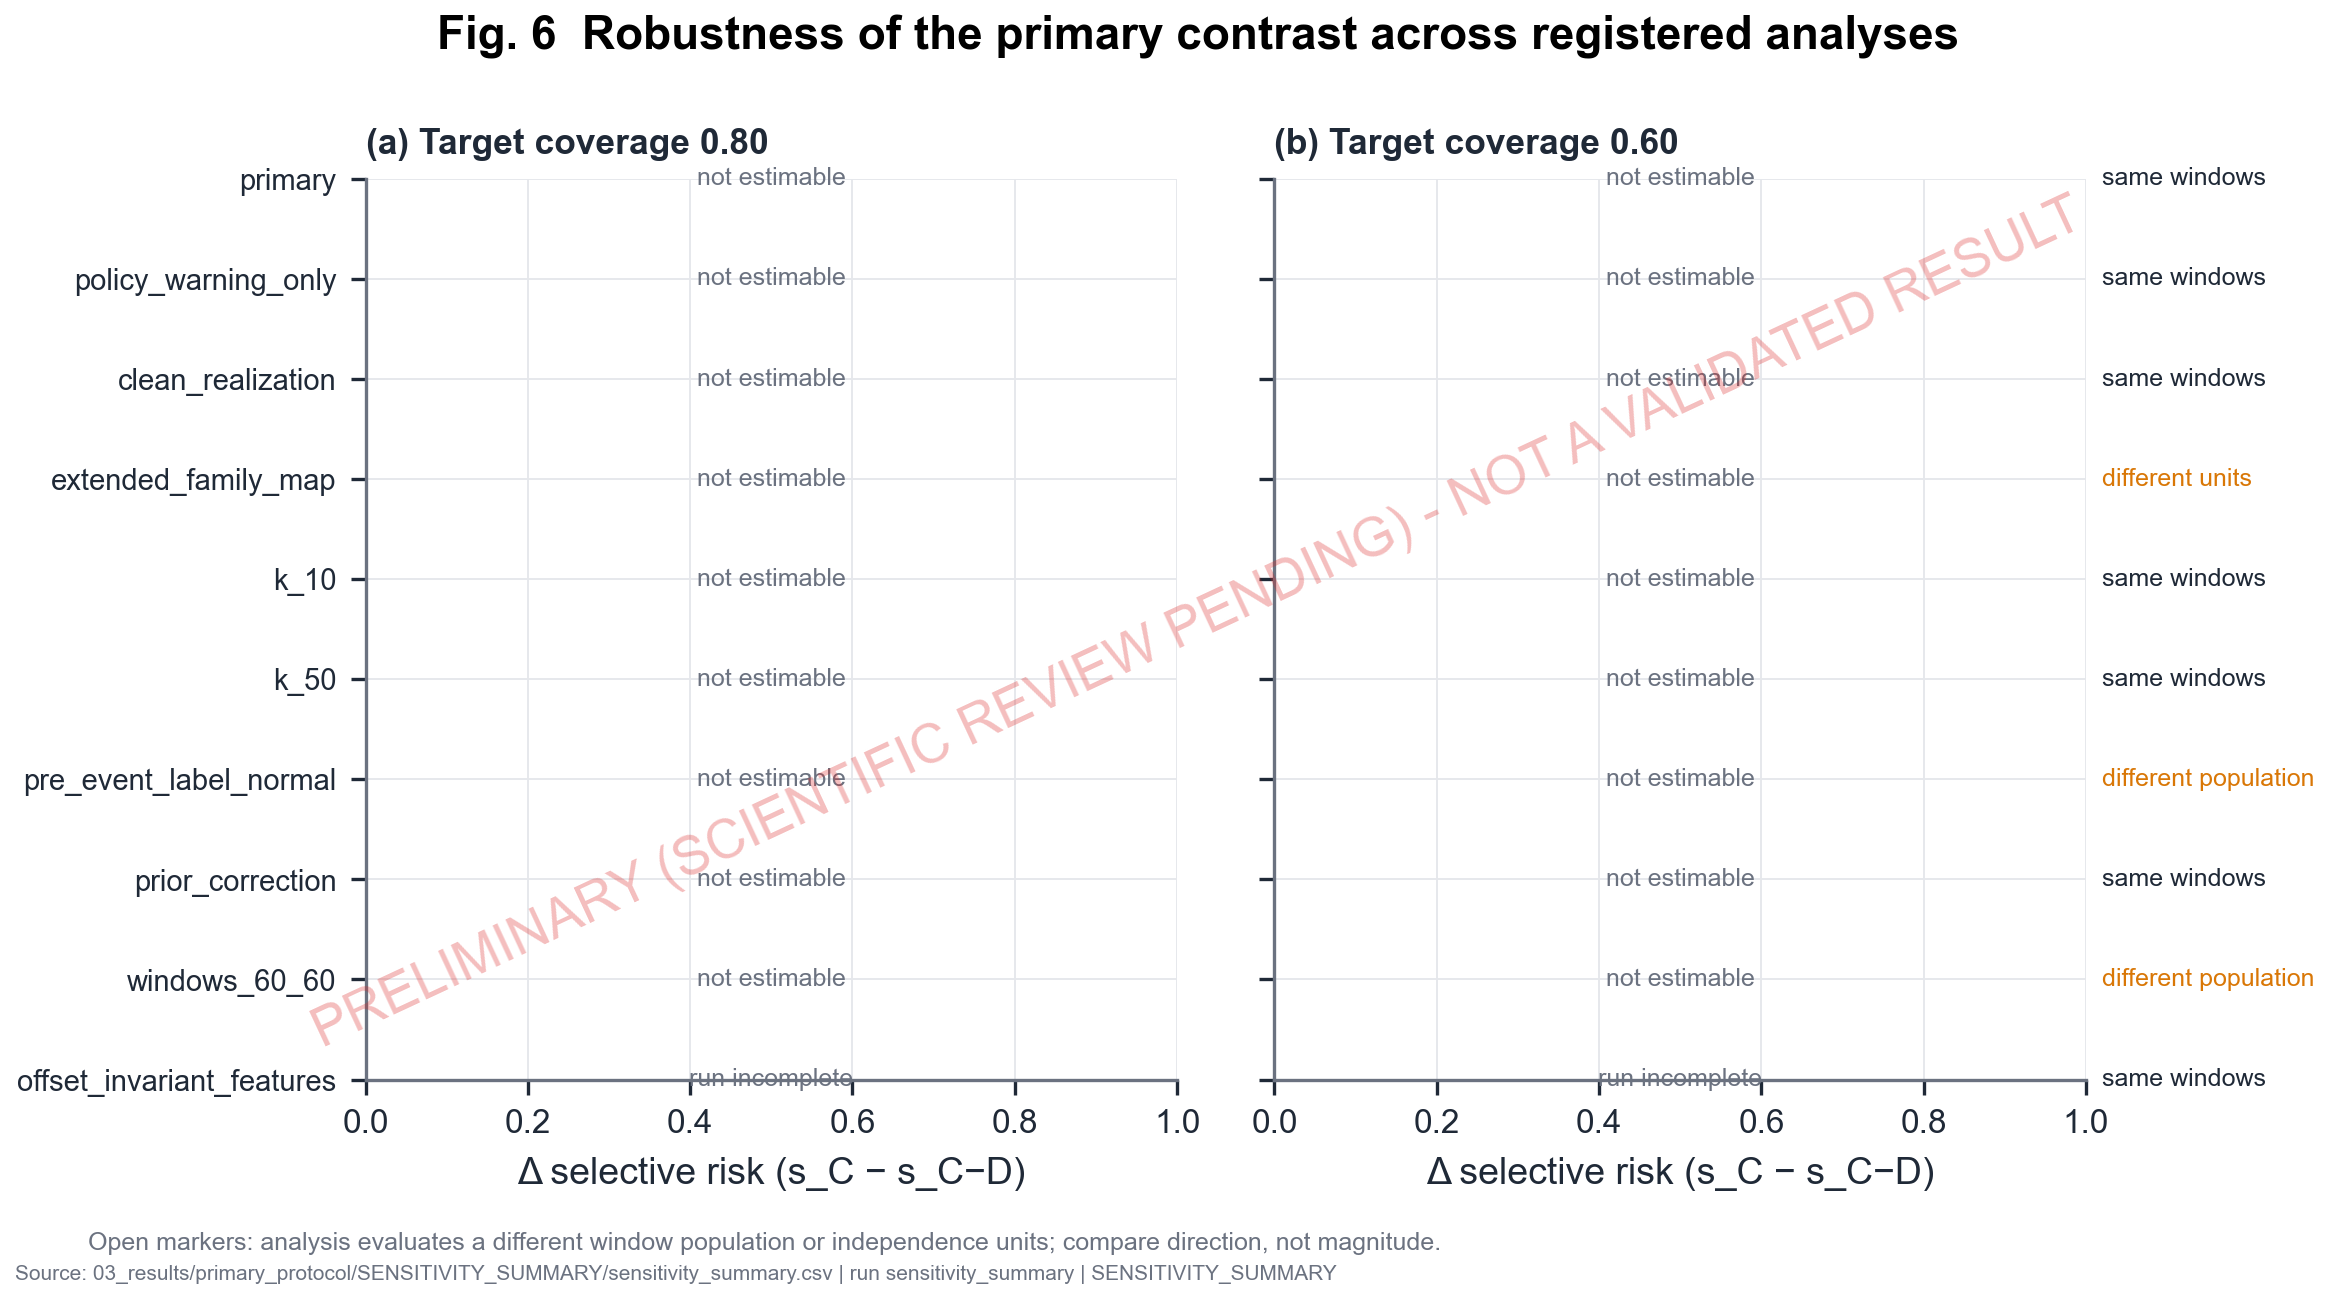 Fig. 6  Robustness of the primary contrast across registered analyses
(a) Target coverage 0.80
(b) Target coverage 0.60
primary not estimable not estimable same windows
policy_warning_only not estimable not estimable same windows
clean_realization not estimable not estimable same windows
extended_family_map not estimable not estimable different units
k_10 not estimable not estimable same windows
k_50 not estimable not estimable same windows
pre_event_label_normal not estimable not estimable different population
prior_correction not estimable not estimable same windows
windows_60_60 not estimable not estimable different population
offset_invariant_features run incomplete run incomplete same windows
0.0 0.2 0.4 0.6 0.8 1.0 0.0 0.2 0.4 0.6 0.8 1.0
Δ selective risk (s_C − s_C−D) Δ selective risk (s_C − s_C−D)
PRELIMINARY (SCIENTIFIC REVIEW PENDING) - NOT A VALIDATED RESULT
Open markers: analysis evaluates a different window population or independence units; compare direction, not magnitude.
Source: 03_results/primary_protocol/SENSITIVITY_SUMMARY/sensitivity_summary.csv | run sensitivity_summary | SENSITIVITY_SUMMARY